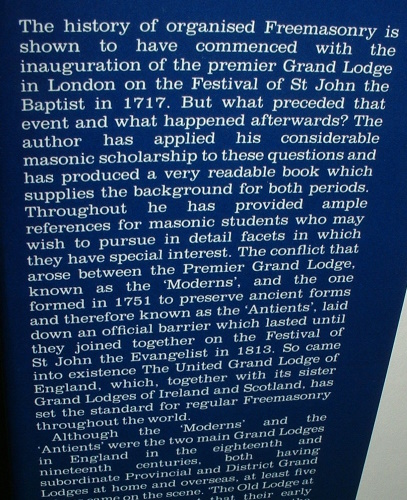 The history of organised Freemasonry is
shown to have commenced with the
inauguration of the premier Grand Lodge
in London on the Festival of St John the
Baptist in 1717. But what preceded that
event and what happened afterwards? The
author has applied his considerable
masonic scholarship to these questions and
has produced a very readable book which
supplies the background for both periods.
Throughout he has provided ample
references for masonic students who may
wish to pursue in detail facets in which
they have special interest. The conflict that
arose between the Premier Grand Lodge,
known as the 'Moderns', and the one
formed in 1751 to preserve ancient forms
and therefore known as the 'Antients', laid
down an official barrier which lasted until
they joined together on the Festival of
St John the Evangelist in 1813. So came
into existence The United Grand Lodge of
England, which, together with its sister
Grand Lodges of Ireland and Scotland, has
set the standard for regular Freemasonry
throughout the world.
Although the 'Moderns' and the
'Antients' were the two main Grand Lodges
in England in the eighteenth and
nineteenth centuries, both having
subordinate Provincial and District Grand
Lodges at home and overseas, at least five
came on the scene. 'The Old Lodge at
that their early